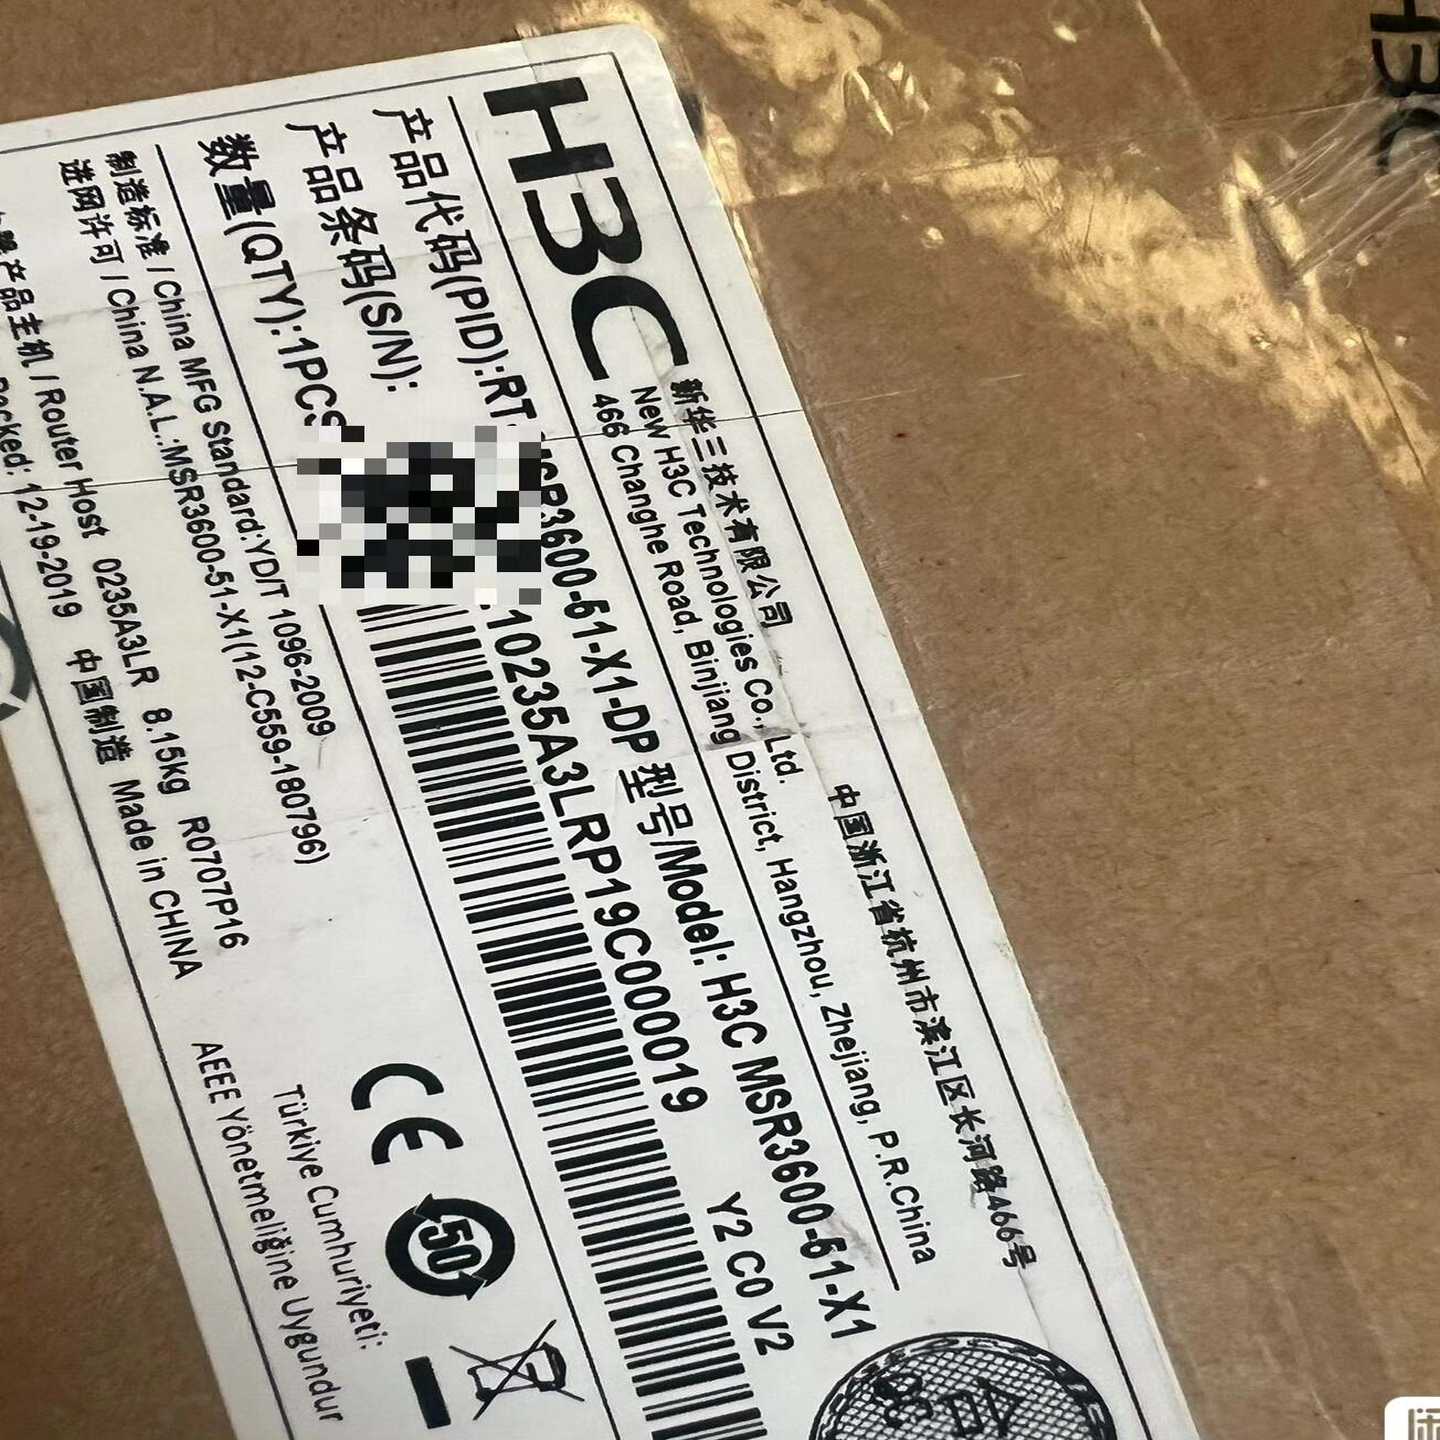 H3C
新华三技术有限公司
中国浙江省杭州市滨江区长河路466号
New H3C Technologies Co., Ltd.
466 Changhe Road, Binjiang District, Hangzhou, Zhejiang, P.R.China
产品代码(PID):RT-MSR3600-51-X1-DP 型号/Model: H3C MSR3600-51-X1
产品条码(S/N): 10235A3LRP19C000019 Y2 C0 V2
数量(QTY):1PCS
制造标准/China MFG Standard:YD/T 1096-2009
进网许可/China N.A.L.:MSR3600-51-X1(12-C559-180796)
产品主机/Router Host 0235A3LR 8.15kg R0707P16
Packed: 12-19-2019 中国制造 Made in CHINA
CE
50
Türkiye Cumhuriyeti:
AEEE Yönetmeliğine Uygundur
H3C
合
闲